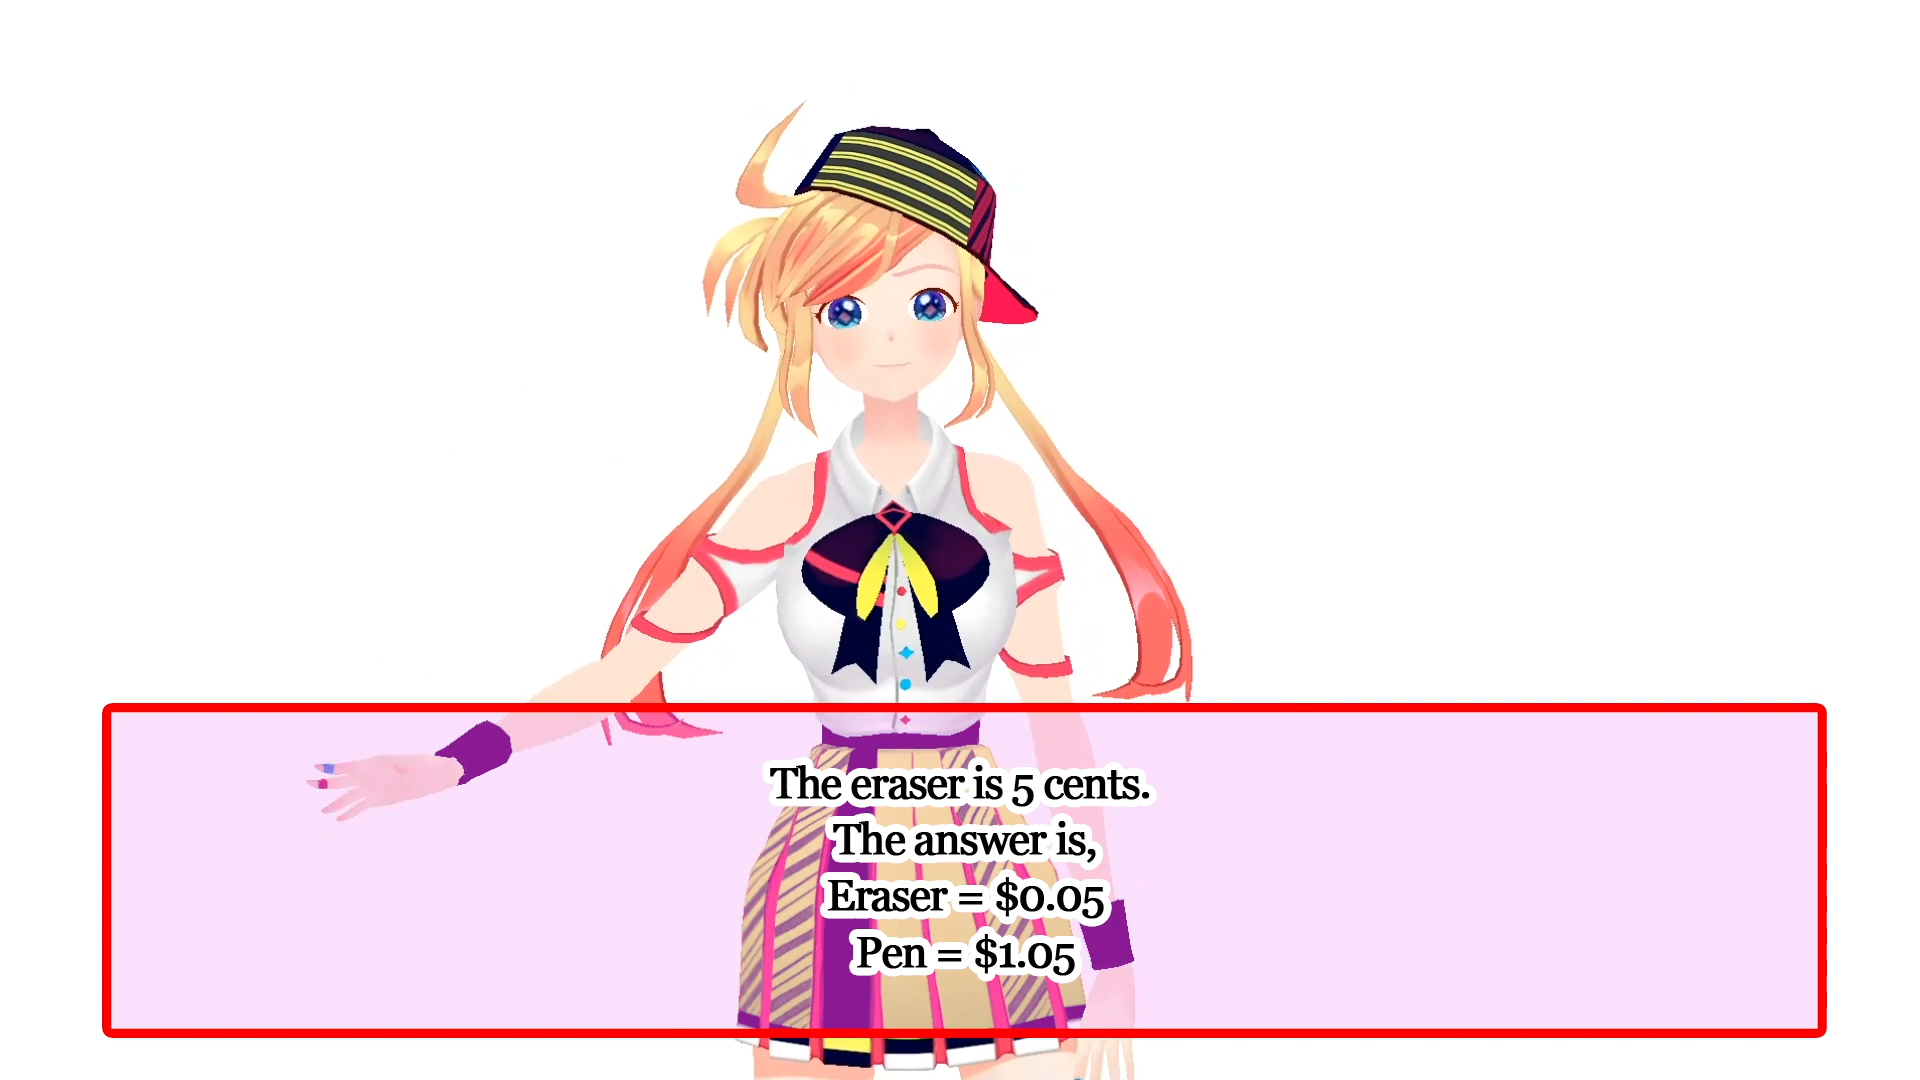 The eraser is 5 cents.
The answer is,
Eraser = $0.05
Pen = $1.05